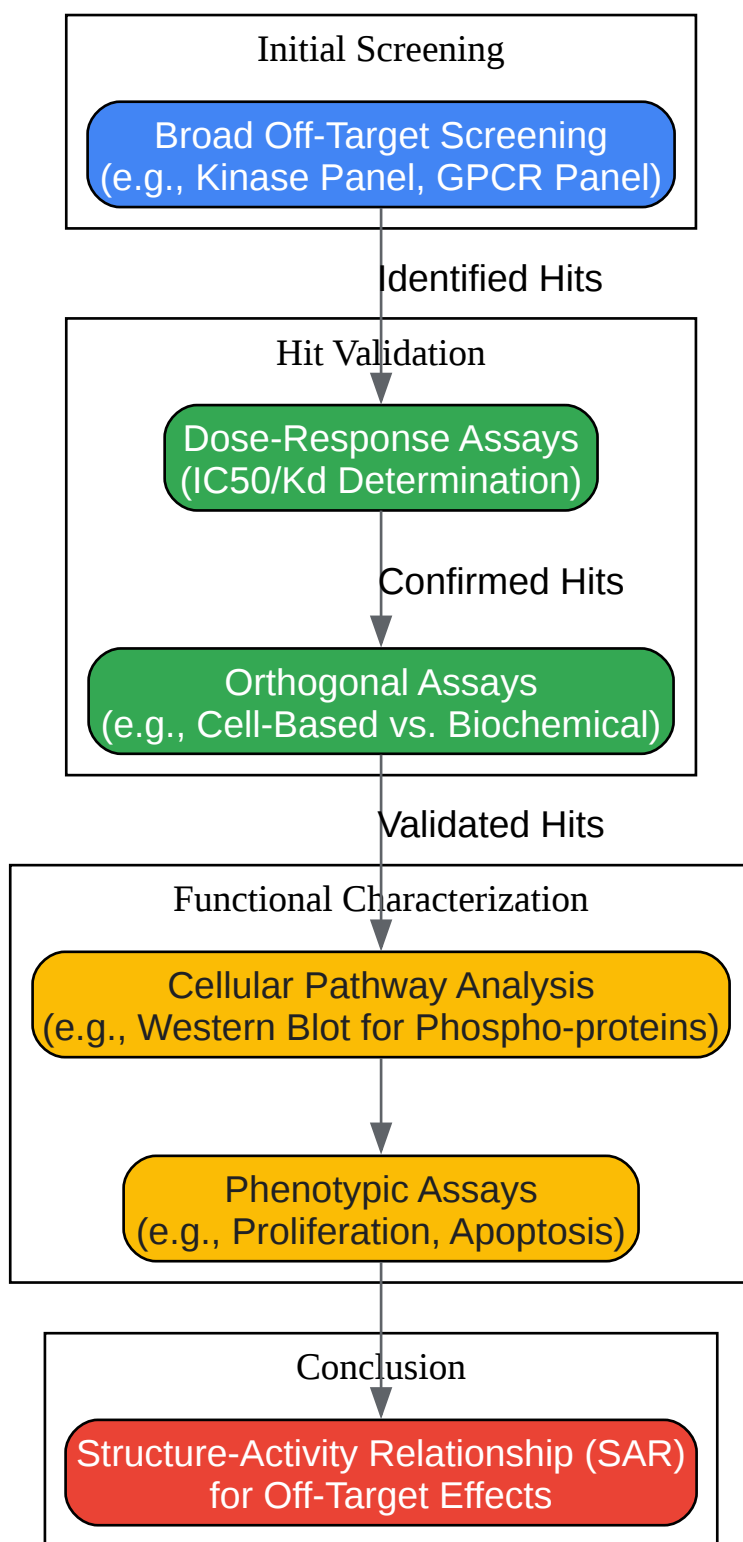 Initial Screening
Broad Off-Target Screening
(e.g., Kinase Panel, GPCR Panel)
Identified Hits
Hit Validation
Dose-Response Assays
(IC50/Kd Determination)
Confirmed Hits
Orthogonal Assays
(e.g., Cell-Based vs. Biochemical)
Validated Hits
Functional Characterization
Cellular Pathway Analysis
(e.g., Western Blot for Phospho-proteins)
Phenotypic Assays
(e.g., Proliferation, Apoptosis)
Conclusion
Structure-Activity Relationship (SAR)
for Off-Target Effects